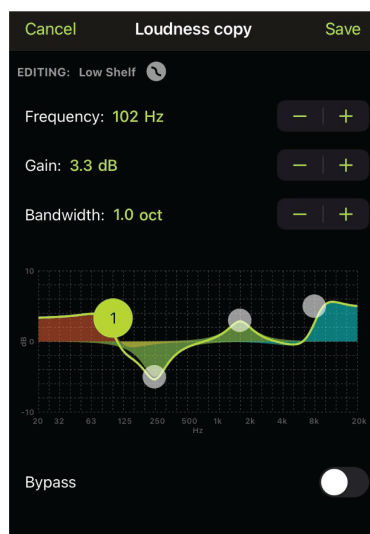 Cancel Loudness copy Save
EDITING: Low Shelf
Frequency: 102 Hz − +
Gain: 3.3 dB − +
Bandwidth: 1.0 oct − +
10
1
dB 0
-10
20 32 63 125 250 500 1k 2k 4k 8k 20k
Hz
Bypass